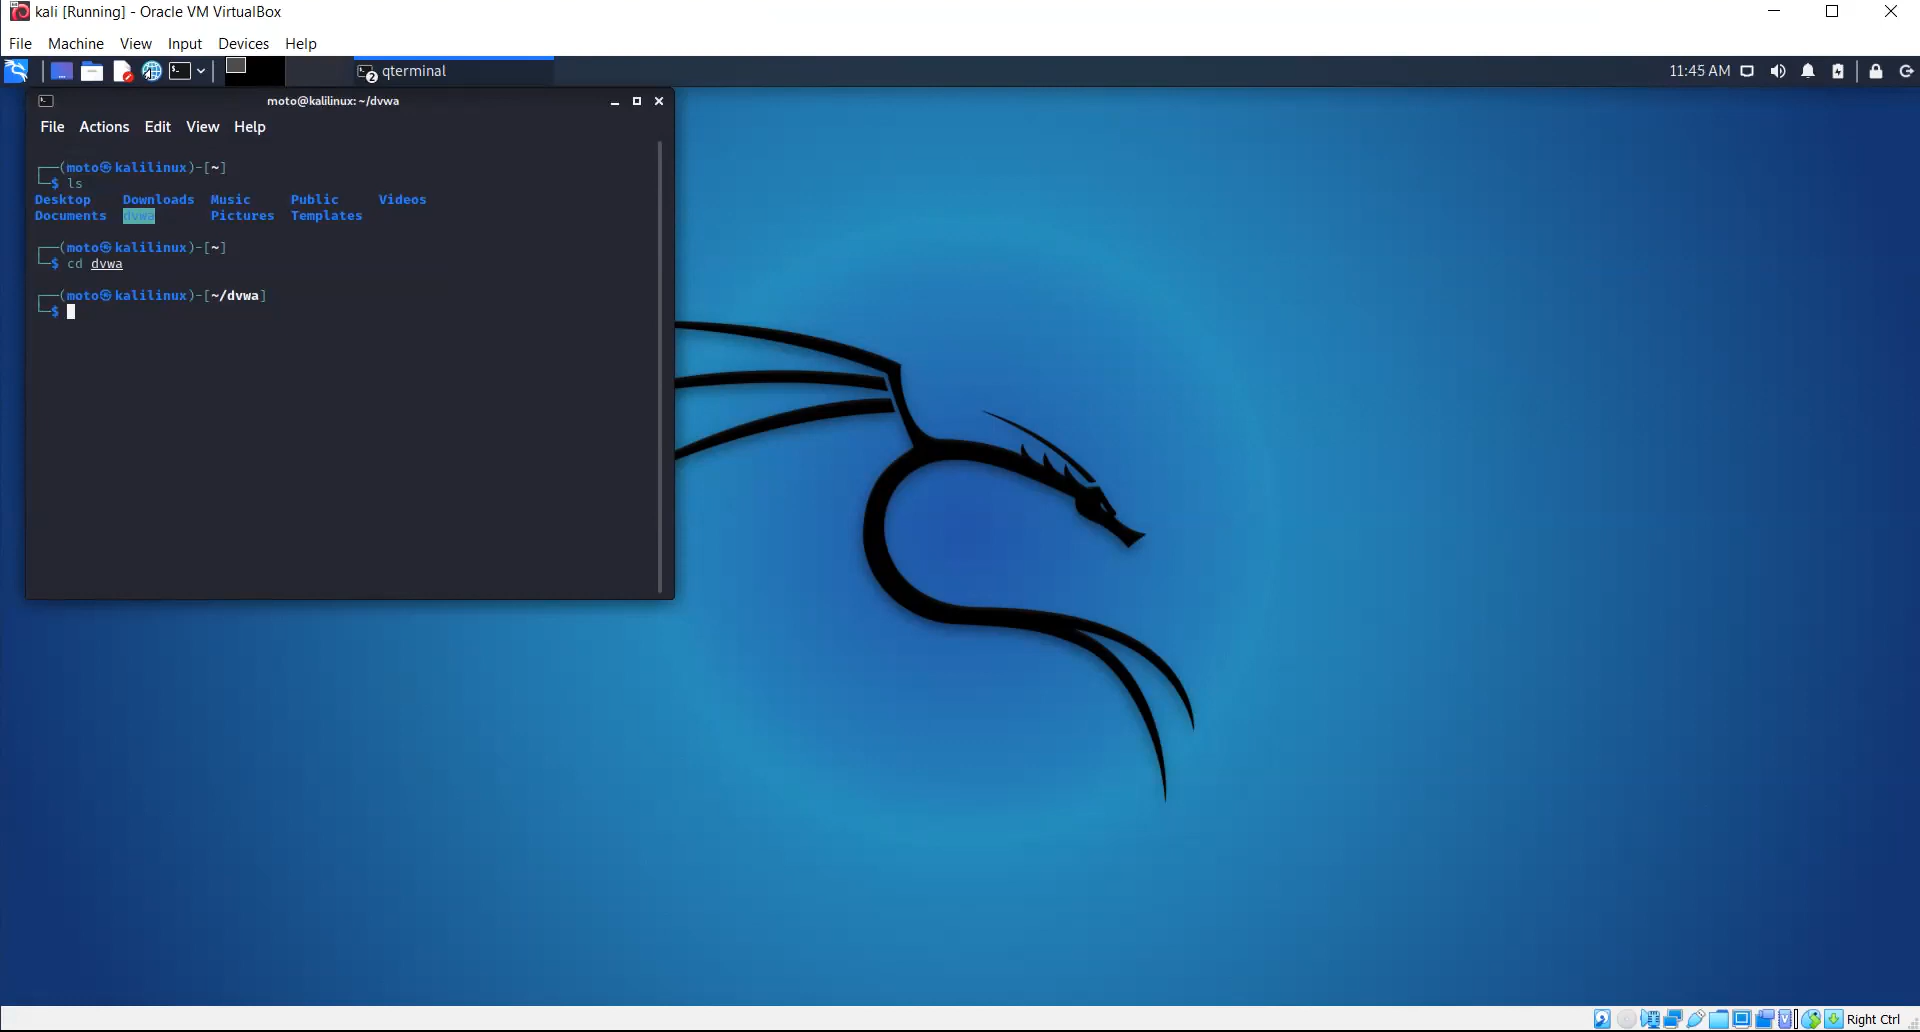 kali [Running] - Oracle VM VirtualBox
File Machine View Input Devices Help
qterminal
2
11:45 AM
moto@kalilinux: ~/dvwa
File Actions Edit View Help
┌──(moto㉿kalilinux)-[~]
└─$ ls
Desktop Downloads Music Public Videos
Documents dvwa Pictures Templates
┌──(moto㉿kalilinux)-[~]
└─$ cd dvwa
┌──(moto㉿kalilinux)-[~/dvwa]
└─$
Right Ctrl